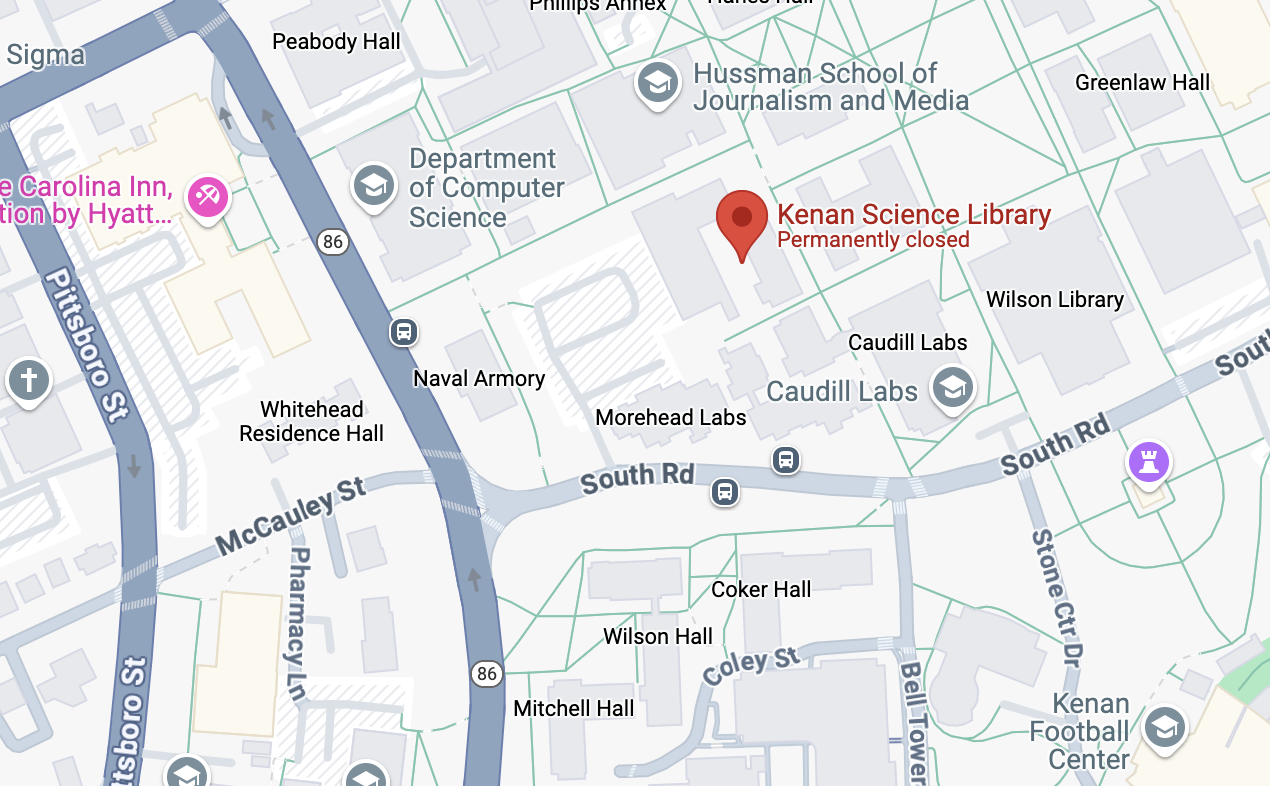 Phillips Annex
Sigma
Peabody Hall
Hussman School of
Journalism and Media
Greenlaw Hall
Department
of Computer
Science
e Carolina Inn,
tion by Hyatt...
86
Kenan Science Library
Permanently closed
Pittsboro St
Wilson Library
Caudill Labs
South
Naval Armory
Caudill Labs
Whitehead
Residence Hall
Morehead Labs
South Rd
South Rd
McCauley St
Pharmacy Ln
Stone Ctr Dr
Coker Hall
Wilson Hall
Coley St
86
Bell Tower
Mitchell Hall
Kenan
Football
Center
ttsboro St